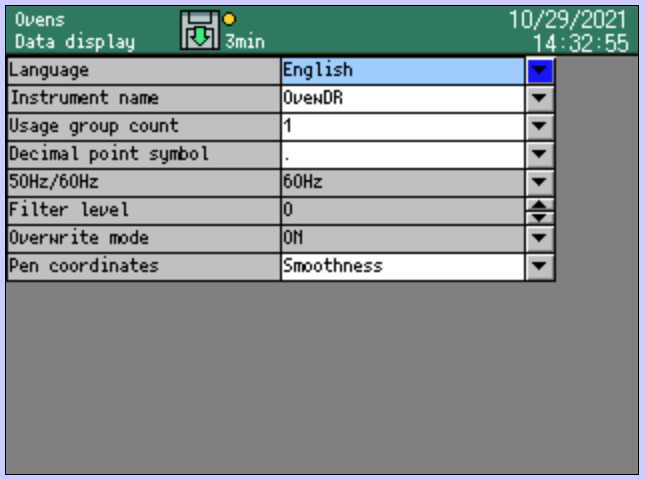 Ovens
10/29/2021
Data display
3min
14:32:55
Language English
Instrument name OvenDR
Usage group count 1
Decimal point symbol .
50Hz/60Hz 60Hz
Filter level 0
Overwrite mode ON
Pen coordinates Smoothness